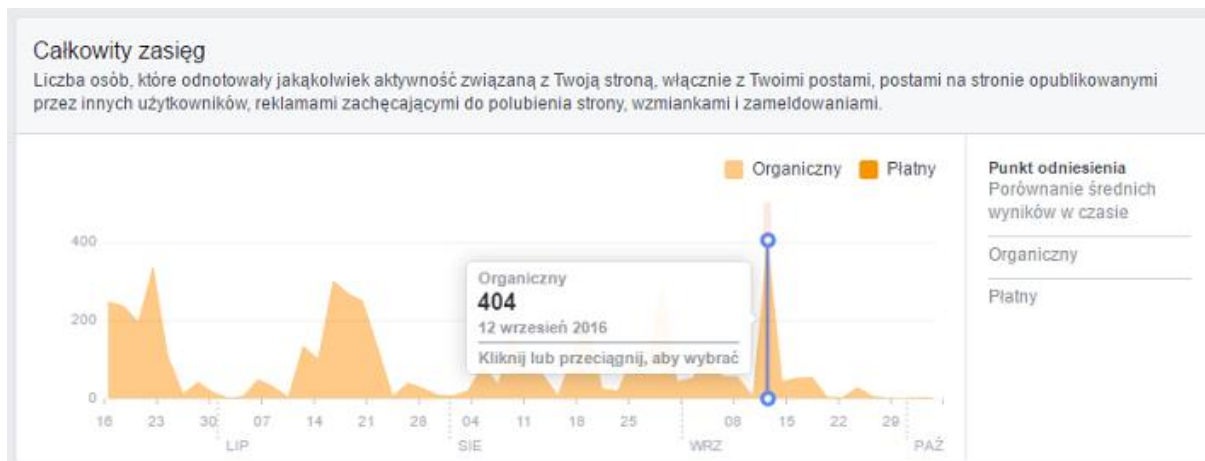 Całkowity zasięg
Liczba osób, które odnotowały jakąkolwiek aktywność związaną z Twoją stroną, włącznie z Twoimi postami, postami na stronie opublikowanymi
przez innych użytkowników, reklamami zachęcającymi do polubienia strony, wzmiankami i zameldowaniami.
Organiczny Płatny
Punkt odniesienia
Porównanie średnich
wyników w czasie
Organiczny
Płatny
400
200
0
Organiczny
404
12 wrzesień 2016
Kliknij lub przeciągnij, aby wybrać
16 23 30 07 14 21 28 04 11 18 25 08 15 22 29
LIP SIE WRZ PAŹ